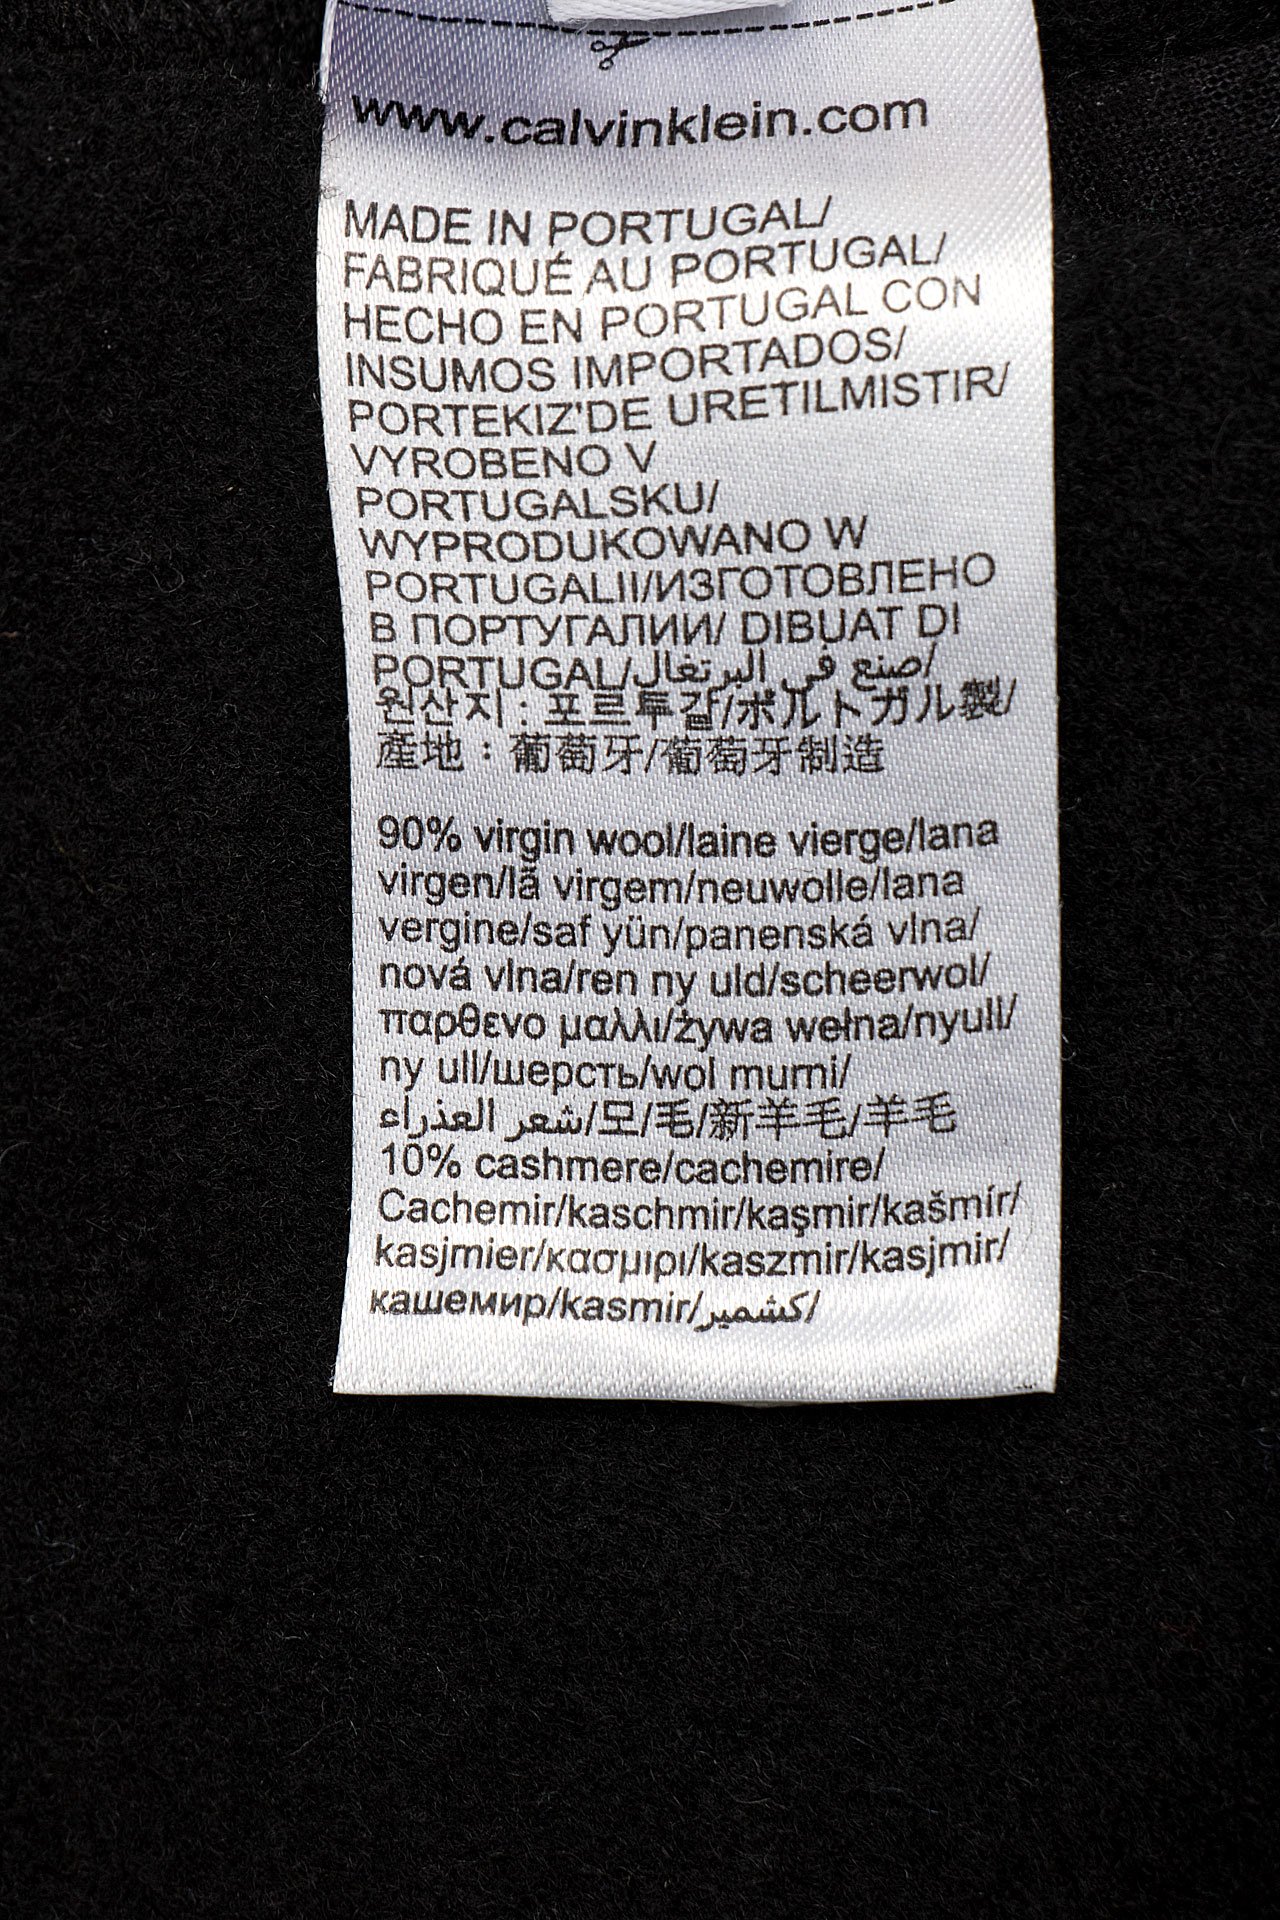 www.calvinklein.com
MADE IN PORTUGAL/
FABRIQUÉ AU PORTUGAL/
HECHO EN PORTUGAL CON
INSUMOS IMPORTADOS/
PORTEKIZ'DE URETILMISTIR/
VYROBENO V
PORTUGALSKU/
WYPRODUKOWANO W
PORTUGALII/ИЗГОТОВЛЕНО
В ПОРТУГАЛИИ/ DIBUAT DI
PORTUGAL/صنع في البرتغال/
원산지 : 포르투갈/ポルトガル製/
產地 : 葡萄牙/葡萄牙制造
90% virgin wool/laine vierge/lana
virgen/lã virgem/neuwolle/lana
vergine/saf yün/panenská vlna/
nová vlna/ren ny uld/scheerwol/
παρθενο μαλλι/żywa wełna/nyull/
ny ull/шерсть/wol murni/
شعر العذراء/모/毛/新羊毛/羊毛
10% cashmere/cachemire/
Cachemir/kaschmir/kaşmir/kašmír/
kasjmier/κασμιρι/kaszmir/kasjmir/
кашемир/kasmir/كشمير/